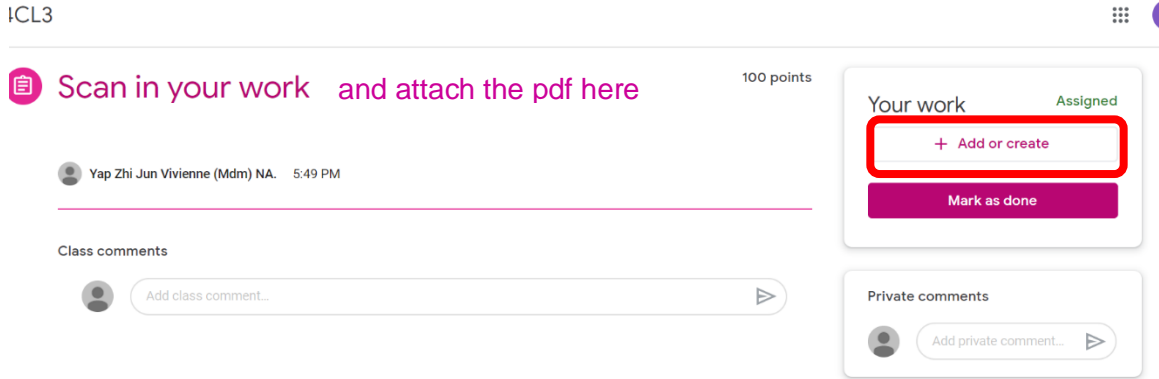 4CL3
Scan in your work and attach the pdf here
100 points
Yap Zhi Jun Vivienne (Mdm) NA. 5:49 PM
Class comments
Add class comment...
Your work
Assigned
+ Add or create
Mark as done
Private comments
Add private comment...